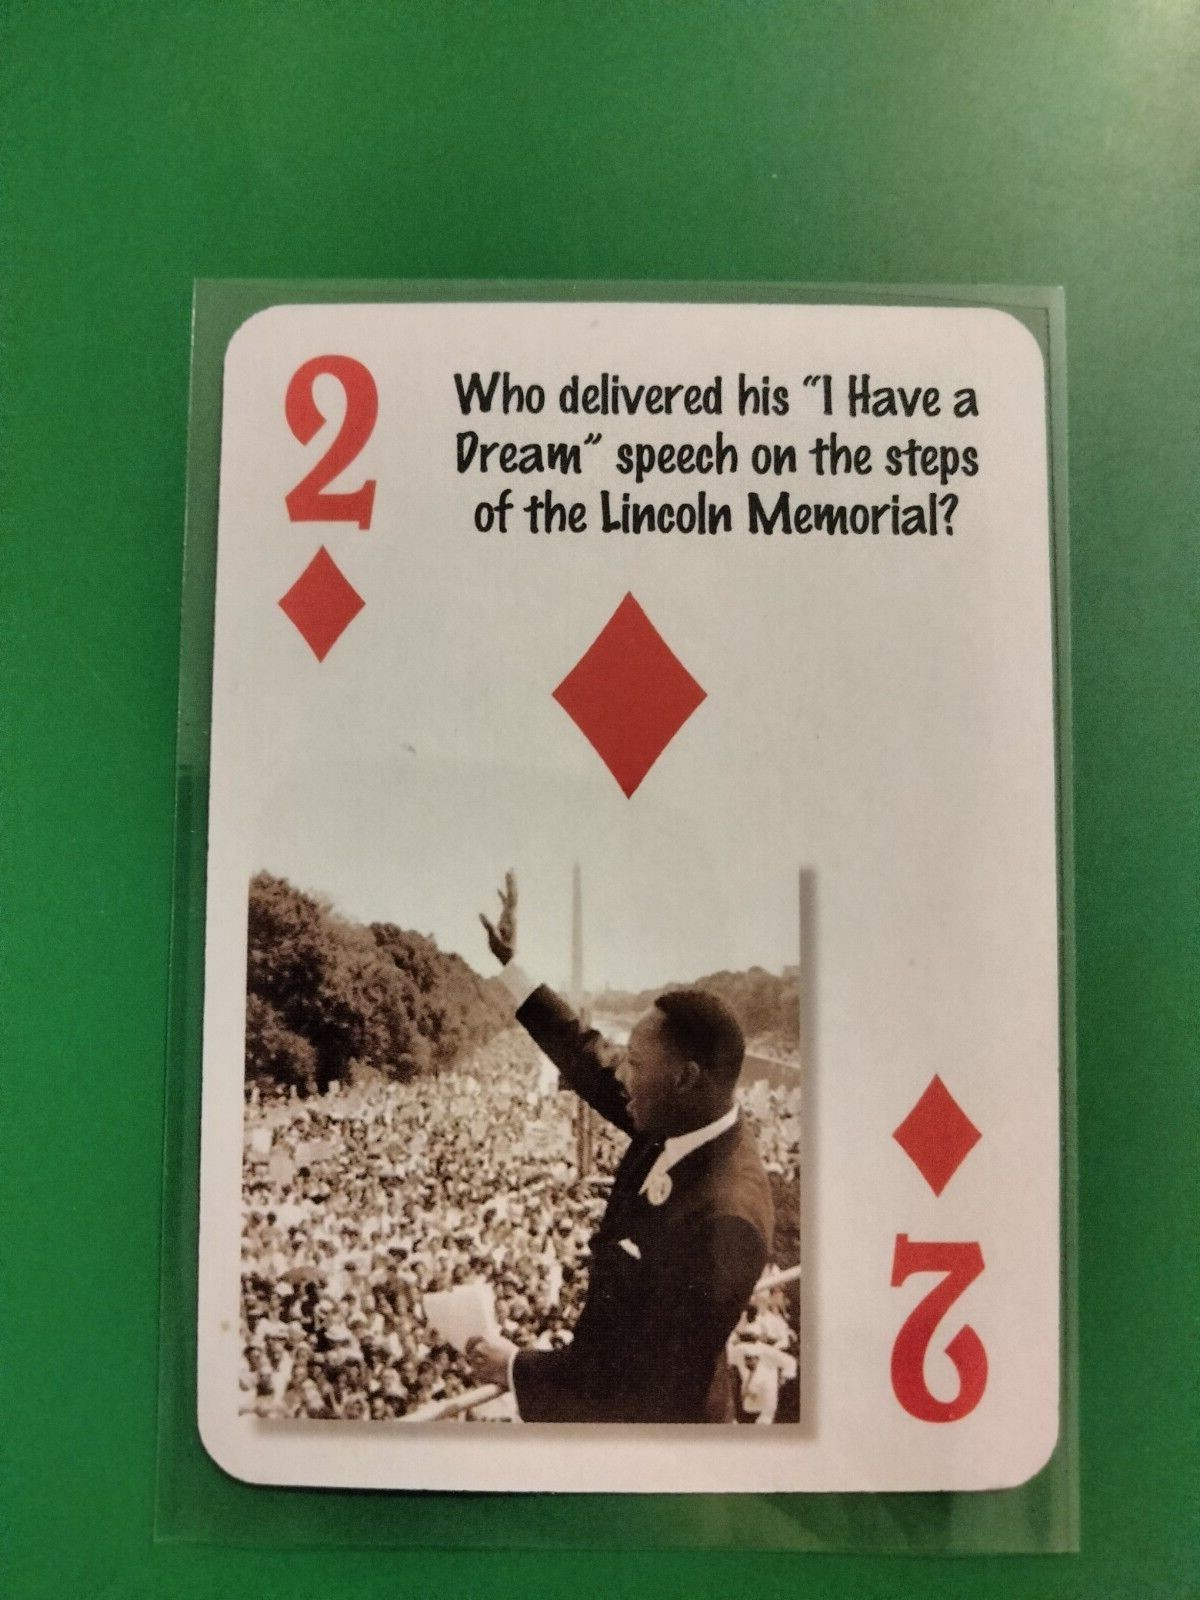 2
Who delivered his “I Have a
Dream” speech on the steps
of the Lincoln Memorial?
2